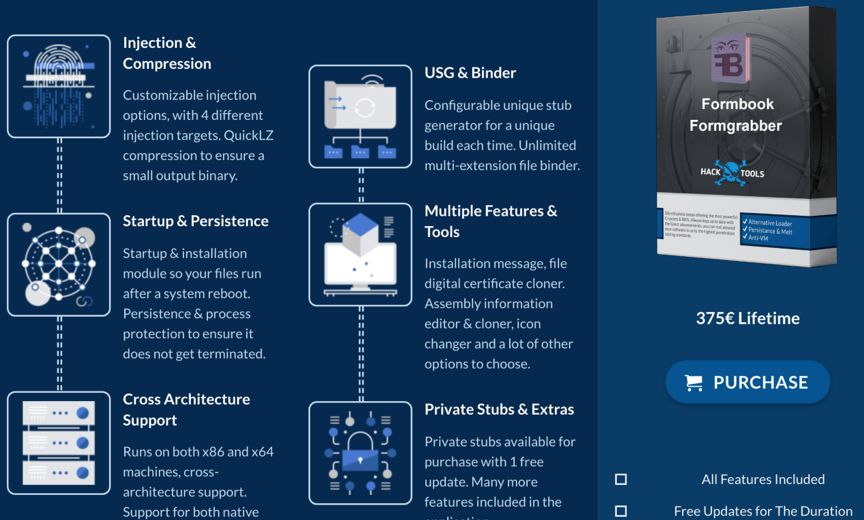 Injection &
Compression
Customizable injection
options, with 4 different
injection targets. QuickLZ
compression to ensure a
small output binary.
Startup & Persistence
Startup & installation
module so your files run
after a system reboot.
Persistence & process
protection to ensure it
does not get terminated.
Cross Architecture
Support
Runs on both x86 and x64
machines, cross-
architecture support.
Support for both native
USG & Binder
Configurable unique stub
generator for a unique
build each time. Unlimited
multi-extension file binder.
Multiple Features &
Tools
Installation message, file
digital certificate cloner.
Assembly information
editor & cloner, icon
changer and a lot of other
options to choose.
Private Stubs & Extras
Private stubs available for
purchase with 1 free
update. Many more
features included in the
FB
Formbook
Formgrabber
HACK TOOLS
Alternative Loader
Persistance & Melt
Anti-VM
375€ Lifetime
PURCHASE
All Features Included
Free Updates for The Duration